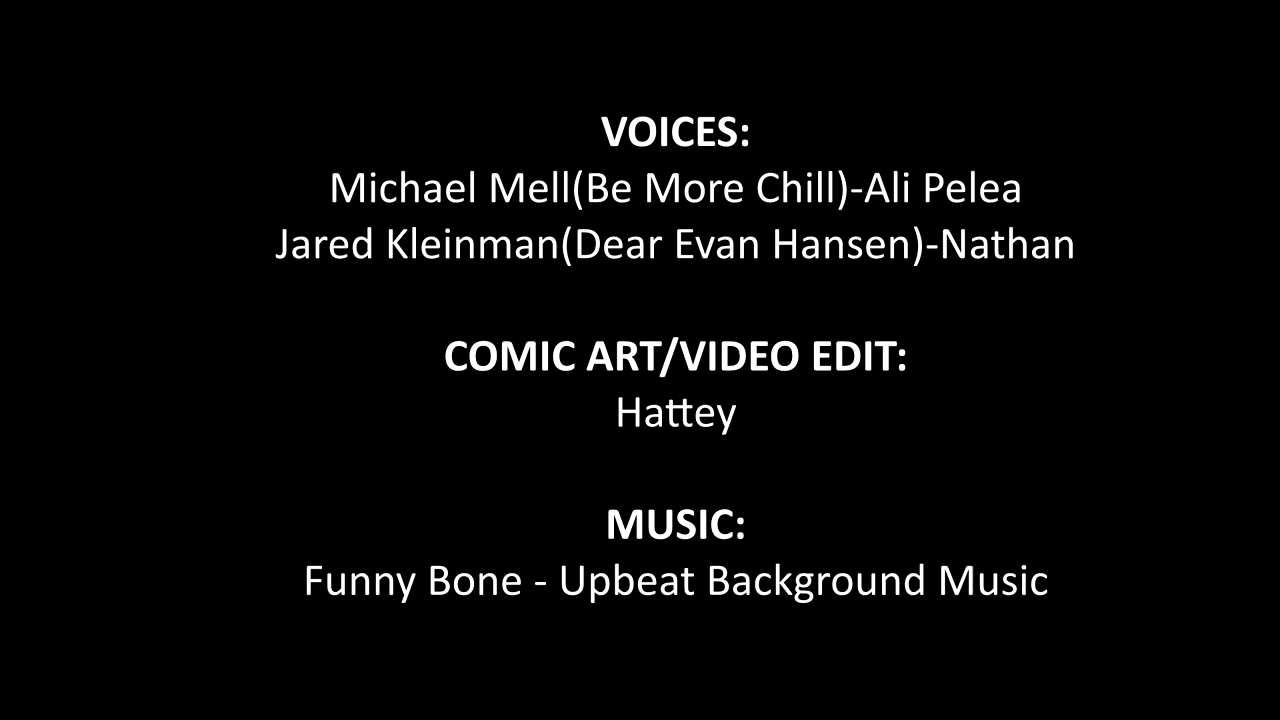 VOICES:
Michael Mell(Be More Chill)-Ali Pelea
Jared Kleinman(Dear Evan Hansen)-Nathan
COMIC ART/VIDEO EDIT:
Hattey
MUSIC:
Funny Bone - Upbeat Background Music